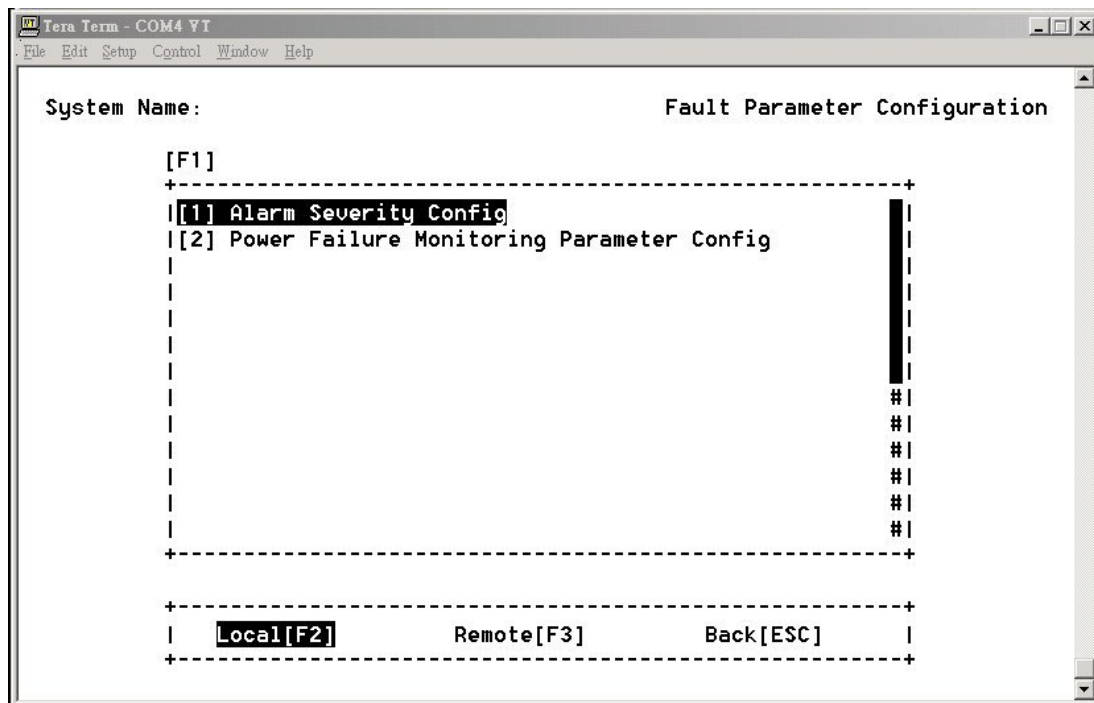 Tera Term - COM4 VT
File Edit Setup Control Window Help
System Name: Fault Parameter Configuration
[F1]
[1] Alarm Severity Config
[2] Power Failure Monitoring Parameter Config
#
#
#
#
#
#
Local[F2] Remote[F3] Back[ESC]